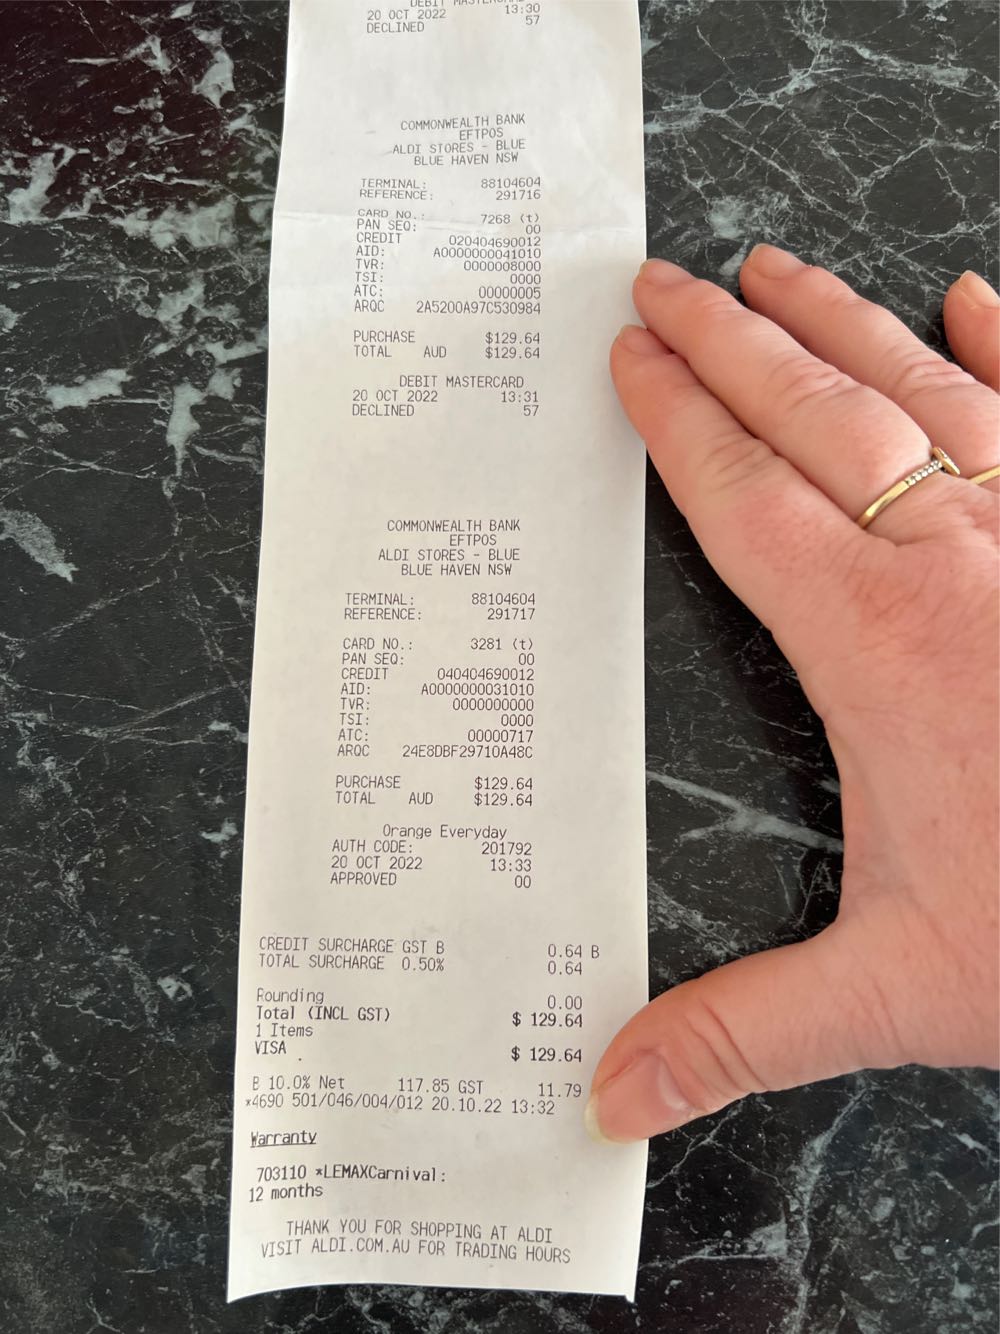 DEBIT MASTERCARD
20 OCT 2022 13:30
DECLINED 57
COMMONWEALTH BANK
EFTPOS
ALDI STORES - BLUE
BLUE HAVEN NSW
TERMINAL: 88104604
REFERENCE: 291716
CARD NO.: 7268 (t)
PAN SEQ: 00
CREDIT 020404690012
AID: A0000000041010
TVR: 0000008000
TSI: 0000
ATC: 00000005
ARQC 2A5200A97C530984
PURCHASE $129.64
TOTAL AUD $129.64
DEBIT MASTERCARD
20 OCT 2022 13:31
DECLINED 57
COMMONWEALTH BANK
EFTPOS
ALDI STORES - BLUE
BLUE HAVEN NSW
TERMINAL: 88104604
REFERENCE: 291717
CARD NO.: 3281 (t)
PAN SEQ: 00
CREDIT 040404690012
AID: A0000000031010
TVR: 0000000000
TSI: 0000
ATC: 00000717
ARQC 24E8DBF29710A48C
PURCHASE $129.64
TOTAL AUD $129.64
Orange Everyday
AUTH CODE: 201792
20 OCT 2022 13:33
APPROVED 00
CREDIT SURCHARGE GST B 0.64 B
TOTAL SURCHARGE 0.50% 0.64
Rounding 0.00
Total (INCL GST) $ 129.64
1 Items
VISA $ 129.64
B 10.0% Net 117.85 GST 11.79
*4690 501/046/004/012 20.10.22 13:32
Warranty
703110 *LEMAXCarnival:
12 months
THANK YOU FOR SHOPPING AT ALDI
VISIT ALDI.COM.AU FOR TRADING HOURS